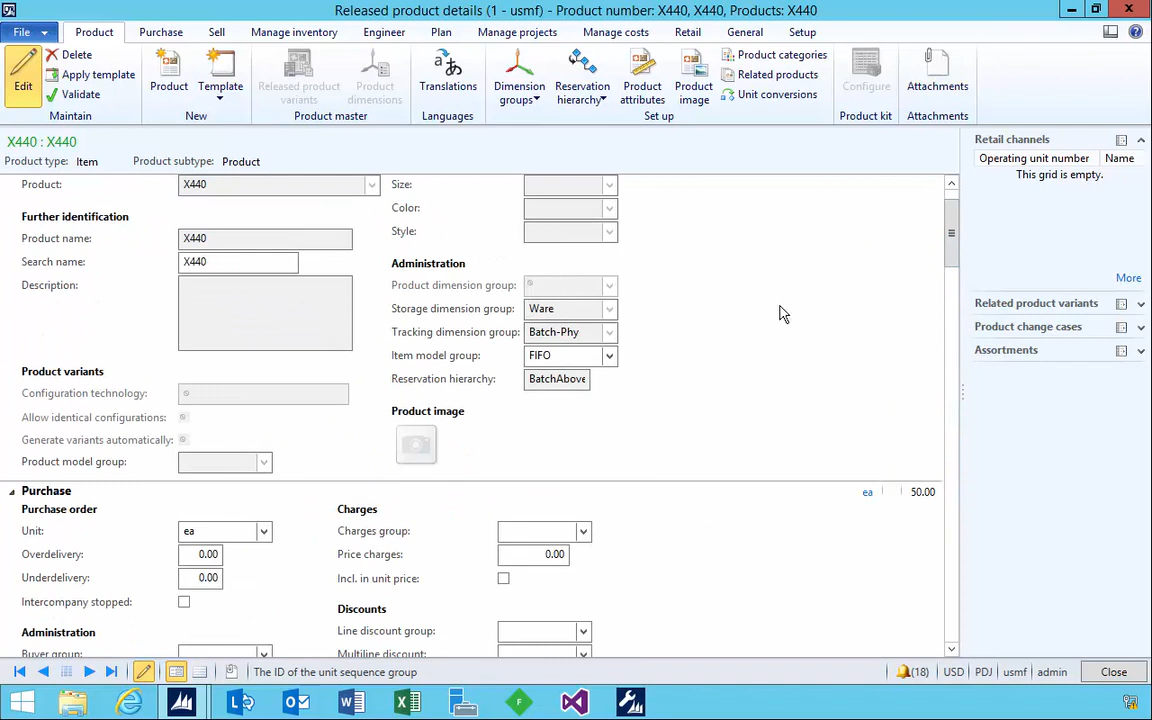 Released product details (1 - usmf) - Product number: X440, X440, Products: X440
File Product Purchase Sell Manage inventory Engineer Plan Manage projects Manage costs Retail General Setup
Edit
Delete
Apply template
Validate
Maintain
Product
Template
New
Released product variants
Product dimensions
Product master
Translations
Languages
Dimension groups
Reservation hierarchy
Product attributes
Product image
Product categories
Related products
Unit conversions
Set up
Configure
Product kit
Attachments
Attachments
X440 : X440
Product type: Item Product subtype: Product
Product: X440
Further identification
Product name: X440
Search name: X440
Description:
Product variants
Configuration technology:
Allow identical configurations:
Generate variants automatically:
Product model group:
Size:
Color:
Style:
Administration
Product dimension group:
Storage dimension group: Ware
Tracking dimension group: Batch-Phy
Item model group: FIFO
Reservation hierarchy: BatchAbove
Product image
Purchase ea 50.00
Purchase order
Unit: ea
Overdelivery: 0.00
Underdelivery: 0.00
Intercompany stopped:
Administration
Buyer group:
Charges
Charges group:
Price charges: 0.00
Incl. in unit price:
Discounts
Line discount group:
Multiline discount:
Retail channels
Operating unit number Name
This grid is empty.
More
Related product variants
Product change cases
Assortments
The ID of the unit sequence group (18) USD PDJ usmf admin Close